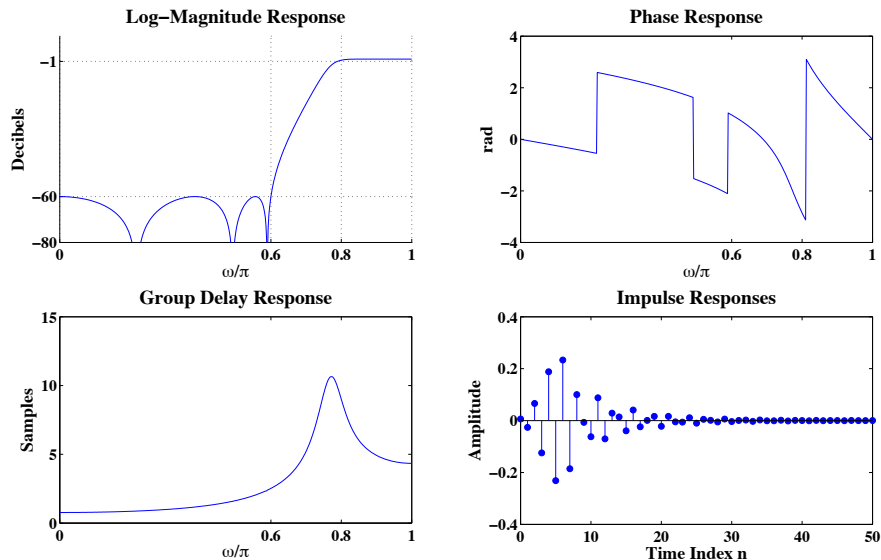 Log−Magnitude Response
Decibels
−1
−60
−80
0
0.6
0.8
1
ω/π
Phase Response
rad
4
2
0
−2
−4
0
0.6
0.8
1
ω/π
Group Delay Response
Samples
15
10
5
0
0
0.6
0.8
1
ω/π
Impulse Responses
Amplitude
0.4
0.2
0
−0.2
−0.4
0
10
20
30
40
50
Time Index n